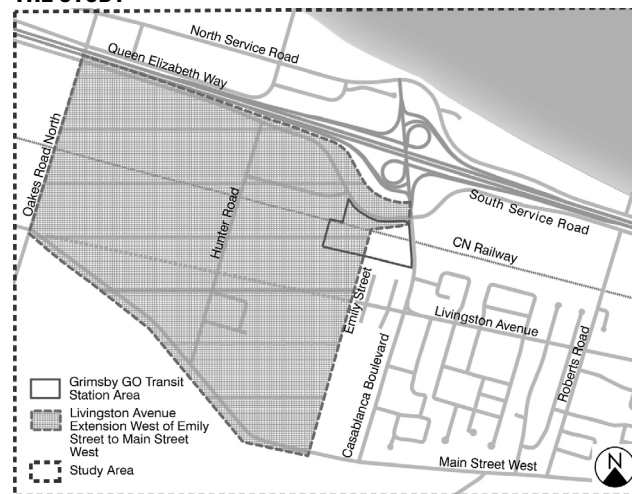 THE STUDY
North Service Road
Queen Elizabeth Way
Oakes Road North
Hunter Road
South Service Road
CN Railway
Emily Street
Livingston Avenue
Casablanca Boulevard
Roberts Road
Main Street West
Grimsby GO Transit
Station Area
Livingston Avenue
Extension West of Emily
Street to Main Street
West
Study Area
N